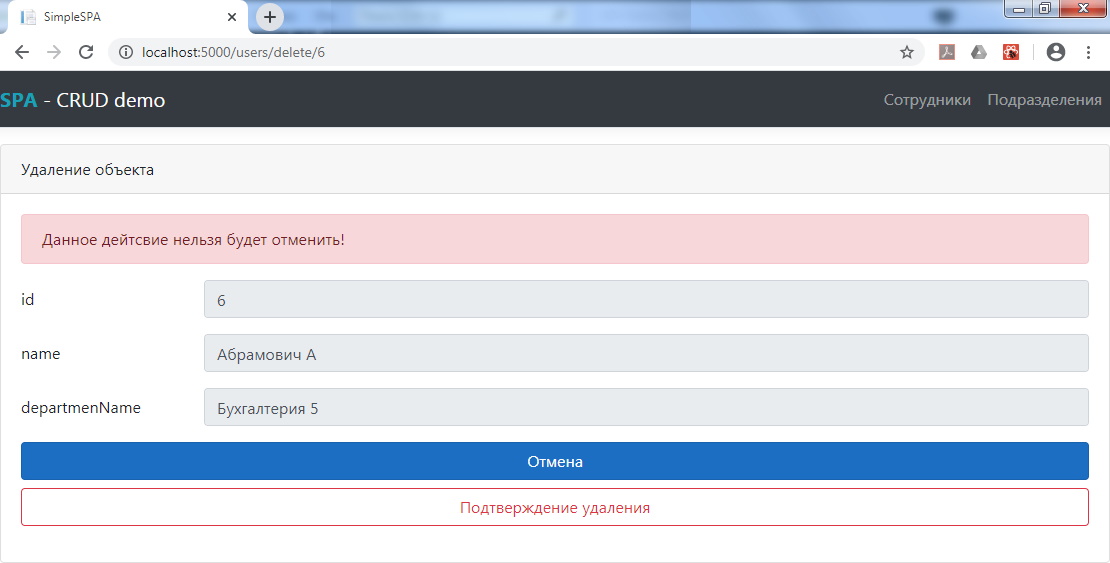 SimpleSPA
localhost:5000/users/delete/6
SPA - CRUD demo
Сотрудники Подразделения
Удаление объекта
Данное дейтсвие нельзя будет отменить!
id 6
name Абрамович А
departmenName Бухгалтерия 5
Отмена
Подтверждение удаления